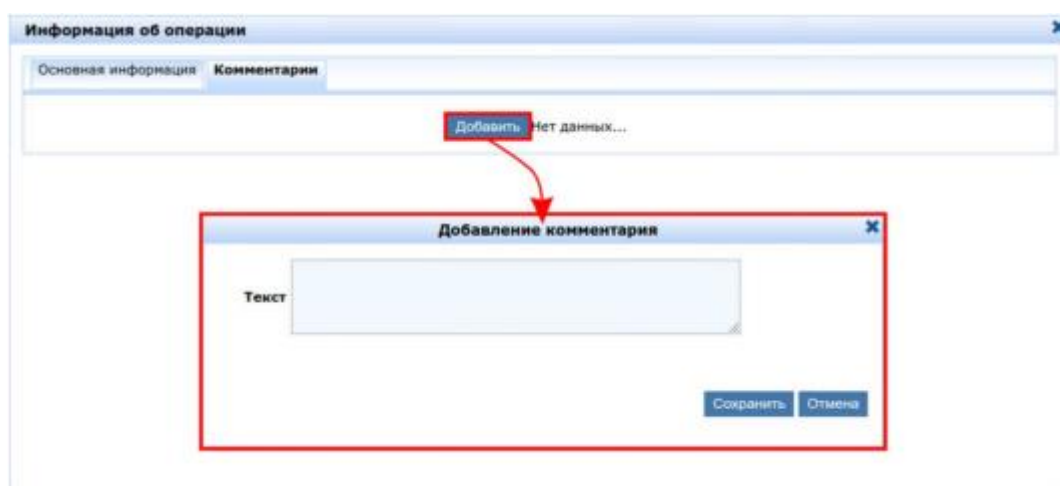 Информация об операции
Основная информация Комментарии
Добавить Нет данных...
Добавление комментария
Текст
Сохранить Отмена